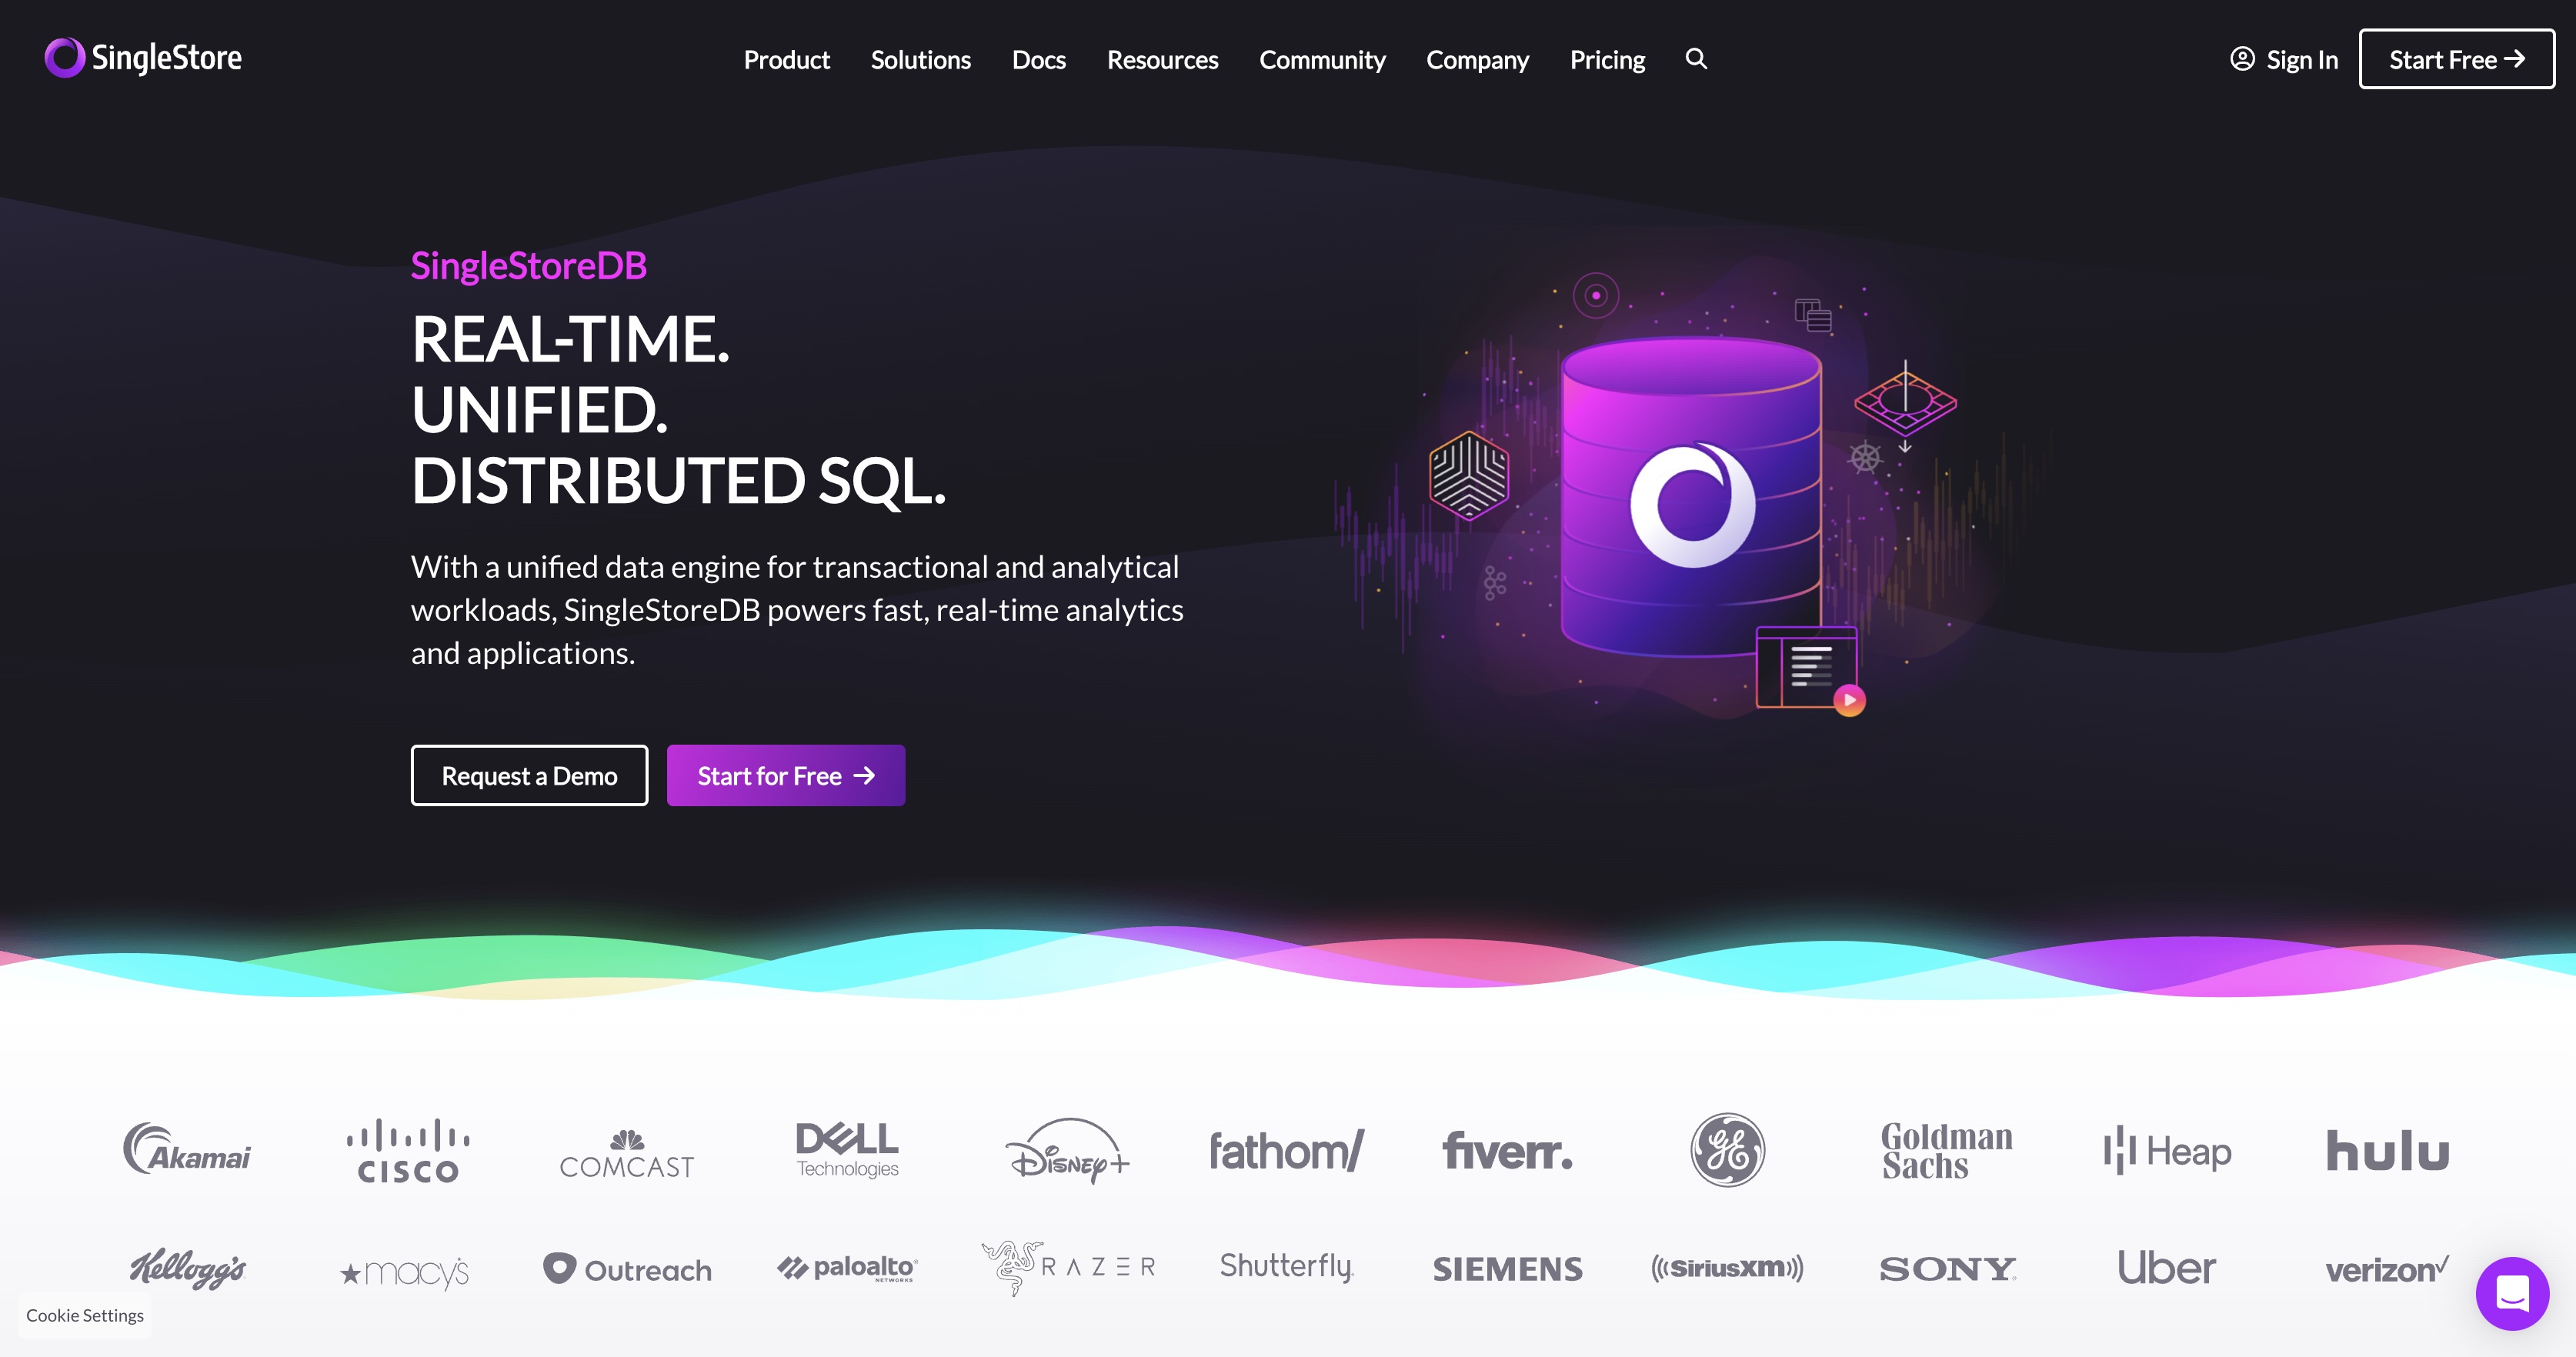 SingleStore
Product Solutions Docs Resources Community Company Pricing
Sign In
Start Free
SingleStoreDB
REAL-TIME.
UNIFIED.
DISTRIBUTED SQL.
With a unified data engine for transactional and analytical
workloads, SingleStoreDB powers fast, real-time analytics
and applications.
Request a Demo
Start for Free
Akamai
CISCO
COMCAST
DELL
Technologies
Disney+
fathom/
fiverr.
GE
Goldman
Sachs
Heap
hulu
Kellogg's
macy's
Outreach
paloalto
NETWORKS
RAZER
Shutterfly
SIEMENS
SiriusXM
SONY
Uber
verizon
Cookie Settings